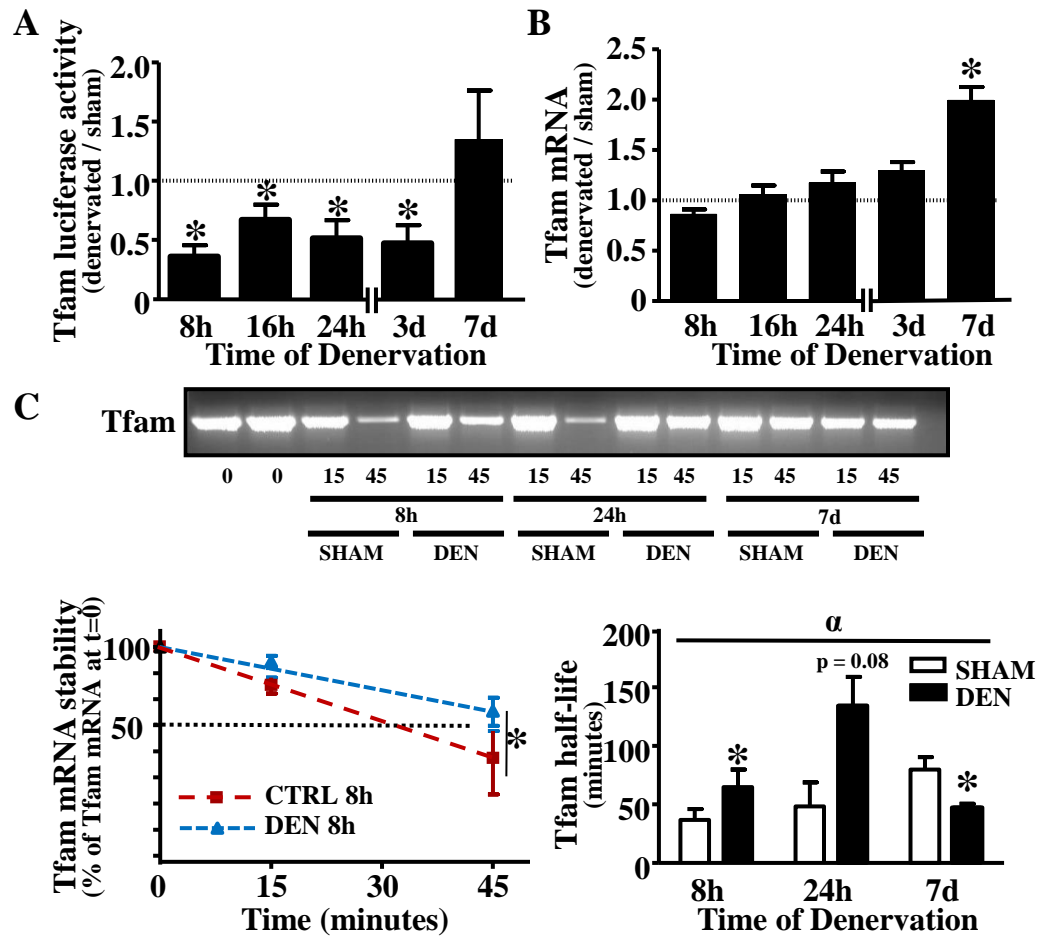 A
Tfam luciferase activity
(denervated / sham)
2.0
1.5
1.0
0.5
0
*
*
*
*
8h 16h 24h 3d 7d
Time of Denervation
B
Tfam mRNA
(denervated / sham)
2.5
2.0
1.5
1.0
0.5
0
*
8h 16h 24h 3d 7d
Time of Denervation
C
Tfam
0 0 15 45 15 45 15 45 15 45 15 45 15 45
8h 24h 7d
SHAM DEN SHAM DEN SHAM DEN
Tfam mRNA stability
(% of Tfam mRNA at t=0)
100
50
*
CTRL 8h
DEN 8h
0 15 30 45
Time (minutes)
Tfam half-life
(minutes)
200
150
100
50
0
α
p = 0.08
SHAM
DEN
*
*
8h 24h 7d
Time of Denervation